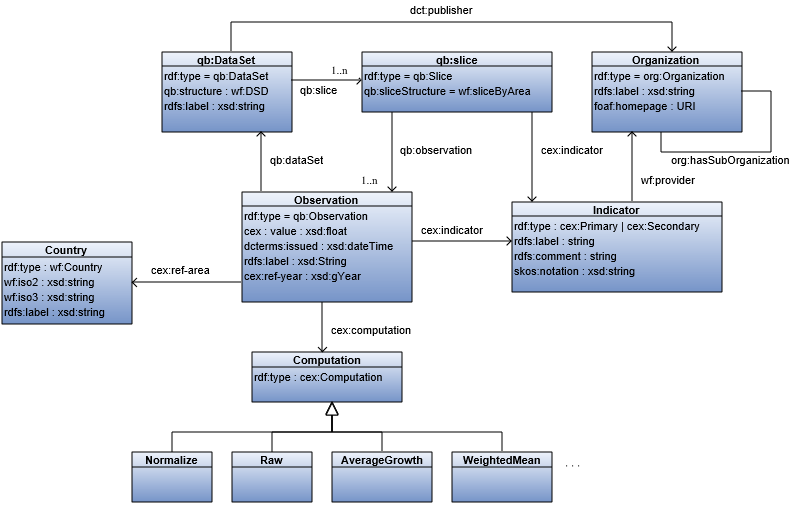 dct:publisher
qb:DataSet
rdf:type = qb:DataSet
qb:structure : wf:DSD
rdfs:label : xsd:string
1..n
qb:slice
qb:slice
rdf:type = qb:Slice
qb:sliceStructure = wf:sliceByArea
Organization
rdf:type = org:Organization
rdfs:label : xsd:string
foaf:homepage : URI
org:hasSubOrganization
qb:dataSet
qb:observation
1..n
cex:indicator
wf:provider
Observation
rdf:type = qb:Observation
cex : value : xsd:float
dcterms:issued : xsd:dateTime
rdfs:label : xsd:String
cex:ref-year : xsd:gYear
cex:indicator
Indicator
rdf:type : cex:Primary | cex:Secondary
rdfs:label : string
rdfs:comment : string
skos:notation : xsd:string
Country
rdf:type : wf:Country
wf:iso2 : xsd:string
wf:iso3 : xsd:string
rdfs:label : xsd:string
cex:ref-area
cex:computation
Computation
rdf:type : cex:Computation
Normalize
Raw
AverageGrowth
WeightedMean
. . .